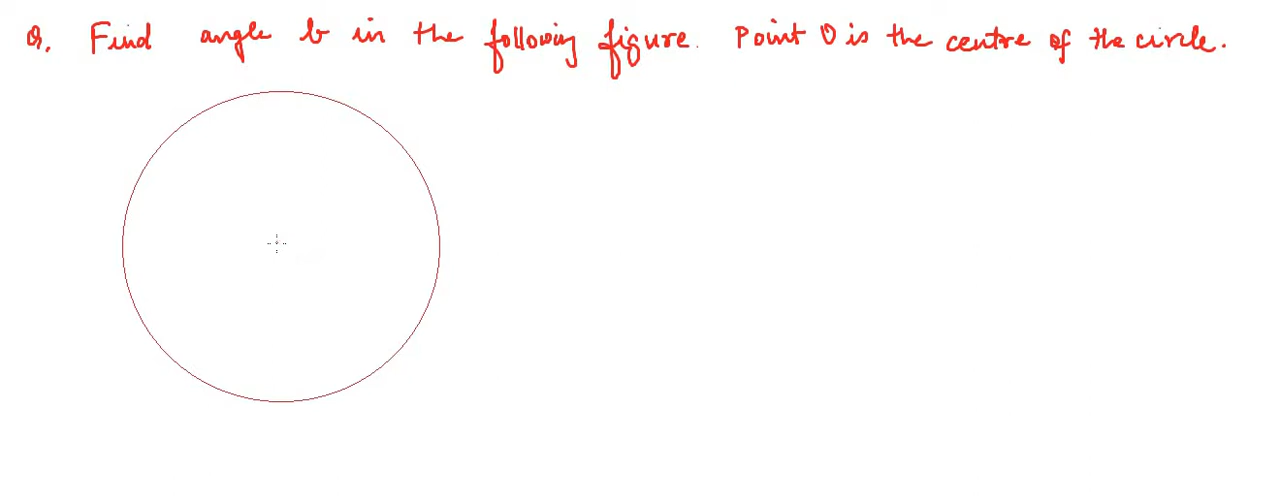 Q. Find angle b in the following figure. Point O is the centre of the circle.